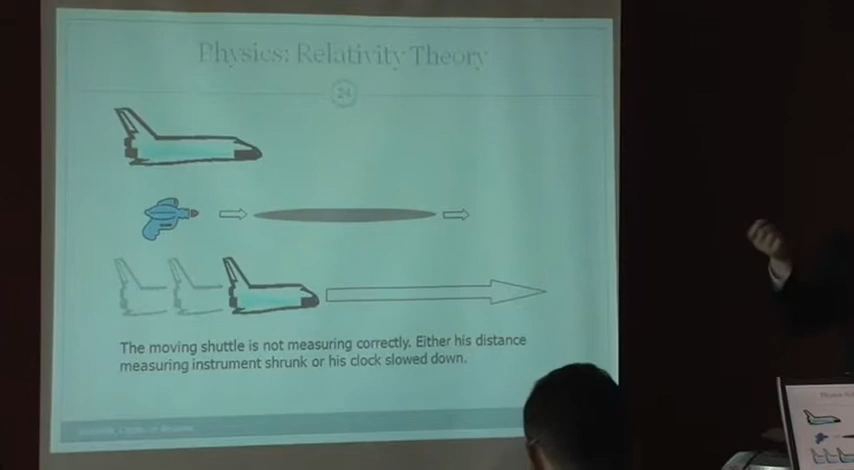 Physics: Relativity Theory
24
The moving shuttle is not measuring correctly. Either his distance
measuring instrument shrunk or his clock slowed down.